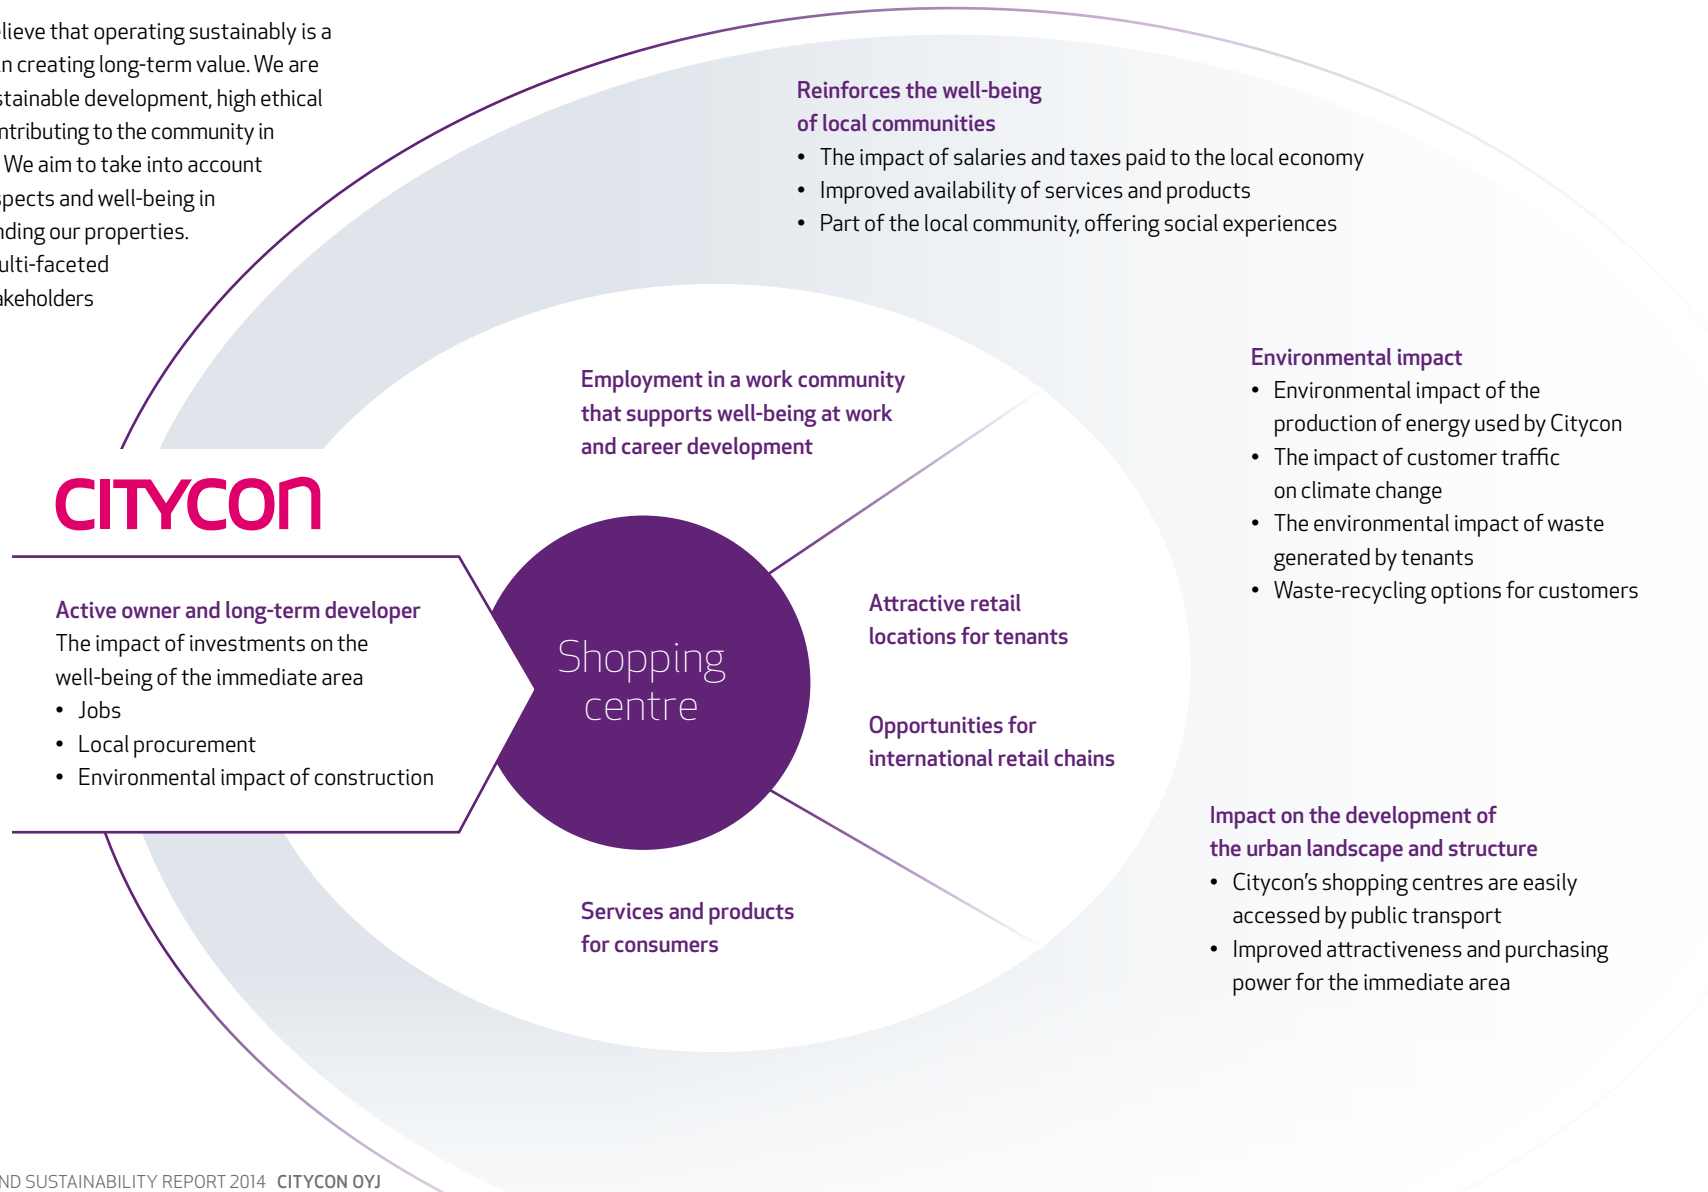 elieve that operating sustainably is a
n creating long-term value. We are
stainable development, high ethical
ntributing to the community in
We aim to take into account
spects and well-being in
nding our properties.
ulti-faceted
akeholders
Reinforces the well-being
of local communities
• The impact of salaries and taxes paid to the local economy
• Improved availability of services and products
• Part of the local community, offering social experiences
Employment in a work community
that supports well-being at work
and career development
Environmental impact
• Environmental impact of the
production of energy used by Citycon
• The impact of customer traffic
on climate change
• The environmental impact of waste
generated by tenants
• Waste-recycling options for customers
CITYCON
Active owner and long-term developer
The impact of investments on the
well-being of the immediate area
• Jobs
• Local procurement
• Environmental impact of construction
Shopping
centre
Attractive retail
locations for tenants
Opportunities for
international retail chains
Services and products
for consumers
Impact on the development of
the urban landscape and structure
• Citycon's shopping centres are easily
accessed by public transport
• Improved attractiveness and purchasing
power for the immediate area
ND SUSTAINABILITY REPORT 2014 CITYCON OYJ